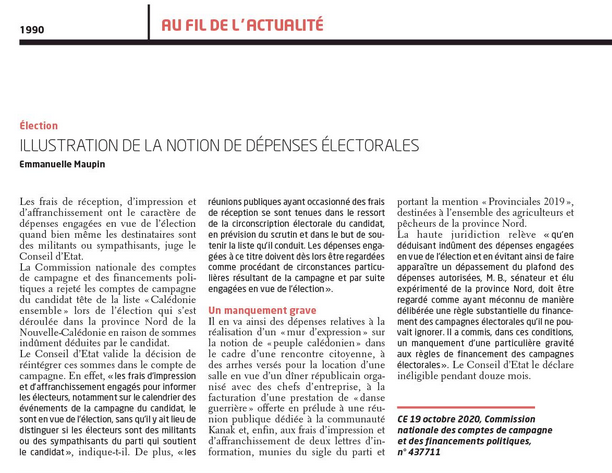 1990
AU FIL DE L'ACTUALITÉ
Élection
ILLUSTRATION DE LA NOTION DE DÉPENSES ÉLECTORALES
Emmanuelle Maupin
Les frais de réception, d'impression et
d'affranchissement ont le caractère de
dépenses engagées en vue de l'élection
quand bien même les destinataires sont
des militants ou sympathisants, juge le
Conseil d'Etat.
La Commission nationale des comptes
de campagne et des financements poli-
tiques a rejeté les comptes de campagne
du candidat tête de la liste « Calédonie
ensemble » lors de l'élection qui s'est
déroulée dans la province Nord de la
Nouvelle-Calédonie en raison de sommes
indûment déduites par le candidat.
Le Conseil d'Etat valide la décision de
réintégrer ces sommes dans le compte de
campagne. En effet, « les frais d'impression
et d'affranchissement engagés pour informer
les électeurs, notamment sur le calendrier des
événements de la campagne du candidat, le
sont en vue de l'élection, sans qu'il y ait lieu de
distinguer si les électeurs sont des militants
ou des sympathisants du parti qui soutient
le candidat », indique-t-il. De plus, « les
réunions publiques ayant occasionné des frais
de réception se sont tenues dans le ressort
de la circonscription électorale du candidat,
en prévision du scrutin et dans le but de sou-
tenir la liste qu'il conduit. Les dépenses enga-
gées à ce titre doivent dès lors être regardées
comme procédant de circonstances particu-
lières résultant de la campagne et par suite
engagées en vue de l'élection ».
Un manquement grave
Il en va ainsi des dépenses relatives à la
réalisation d'un « mur d'expression » sur
la notion de « peuple calédonien » dans
le cadre d'une rencontre citoyenne, à
des arrhes versés pour la location d'une
salle en vue d'un dîner républicain orga-
nisé avec des chefs d'entreprise, à la
facturation d'une prestation de « danse
guerrière » offerte en prélude à une réu-
nion publique dédiée à la communauté
Kanak et, enfin, aux frais d'impression et
d'affranchissement de deux lettres d'in-
formation, munies du sigle du parti et
portant la mention « Provinciales 2019 »,
destinées à l'ensemble des agriculteurs et
pêcheurs de la province Nord.
La haute juridiction relève « qu'en
déduisant indûment des dépenses engagées
en vue de l'élection et en évitant ainsi de faire
apparaître un dépassement du plafond des
dépenses autorisées, M. B., sénateur et élu
expérimenté de la province Nord, doit être
regardé comme ayant méconnu de manière
délibérée une règle substantielle du finance-
ment des campagnes électorales qu'il ne pou-
vait ignorer. Il a commis, dans ces conditions,
un manquement d'une particulière gravité
aux règles de financement des campagnes
électorales ». Le Conseil d'Etat le déclare
inéligible pendant douze mois.
CE 19 octobre 2020, Commission
nationale des comptes de campagne
et des financements politiques,
n° 437711